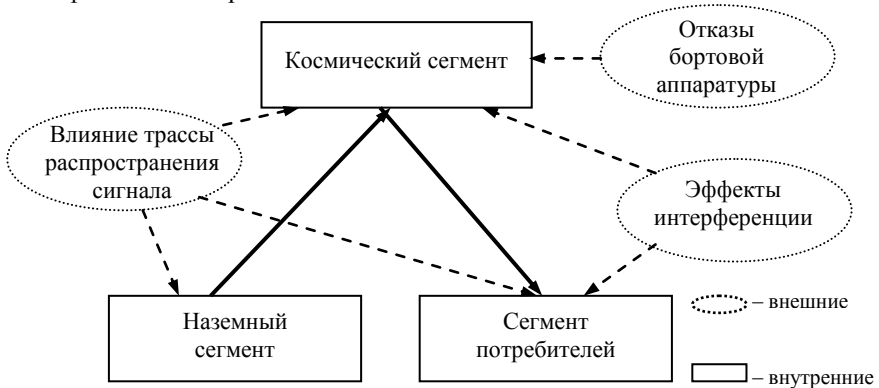 Космический сегмент
Отказы
бортовой
аппаратуры
Влияние трассы
распространения
сигнала
Эффекты
интерференции
Наземный
сегмент
Сегмент
потребителей
– внешние
– внутренние